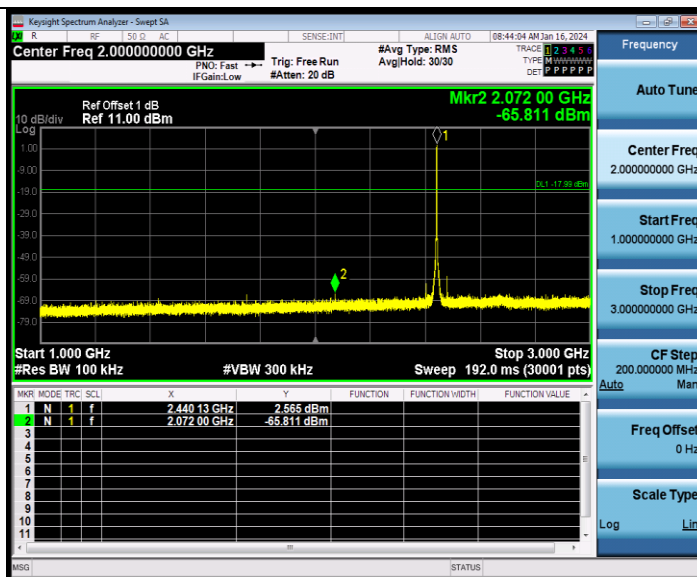 Keysight Spectrum Analyzer - Swept SA
R RF 50 Ω AC SENSE:INT ALIGN AUTO 08:44:04 AM Jan 16, 2024
Center Freq 2.000000000 GHz
PNO: Fast
IFGain:Low
Trig: Free Run
#Atten: 20 dB
#Avg Type: RMS
Avg|Hold: 30/30
TRACE 1 2 3 4 5 6
TYPE M WWWWW
DET P P P P P P
Frequency
Auto Tune
Center Freq
2.000000000 GHz
Start Freq
1.000000000 GHz
Stop Freq
3.000000000 GHz
CF Step
200.000000 MHz
Auto Man
Freq Offset
0 Hz
Scale Type
Log Lin
Mkr2 2.072 00 GHz
-65.811 dBm
Ref Offset 1 dB
10 dB/div Ref 11.00 dBm
Log
1
1.00
-9.00
DL1 -17.99 dBm
-19.0
-29.0
-39.0
-49.0
-59.0
2
-69.0
-79.0
Start 1.000 GHz Stop 3.000 GHz
#Res BW 100 kHz #VBW 300 kHz Sweep 192.0 ms (30001 pts)
MKR MODE TRC SCL X Y FUNCTION FUNCTION WIDTH FUNCTION VALUE
1 N 1 f 2.440 13 GHz 2.565 dBm
2 N 1 f 2.072 00 GHz -65.811 dBm
3
4
5
6
7
8
9
10
11
MSG STATUS